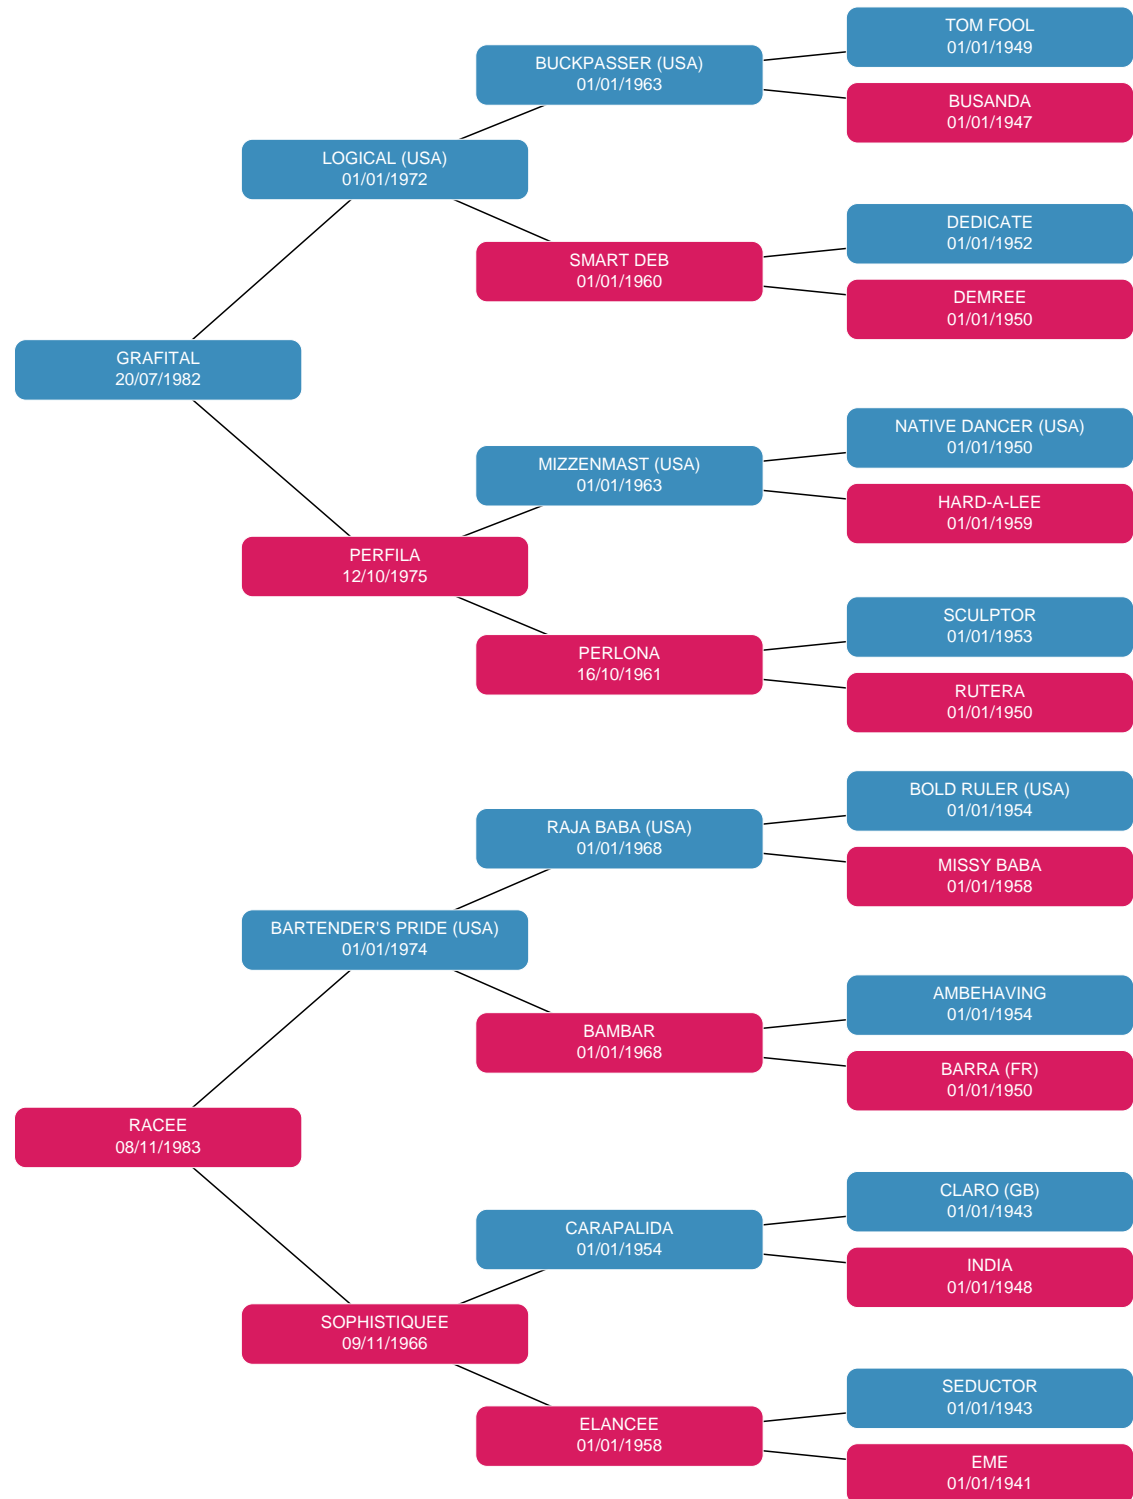 TOM FOOL
01/01/1949
BUCKPASSER (USA)
01/01/1963
BUSANDA
01/01/1947
LOGICAL (USA)
01/01/1972
DEDICATE
01/01/1952
SMART DEB
01/01/1960
DEMREE
01/01/1950
GRAFITAL
20/07/1982
NATIVE DANCER (USA)
01/01/1950
MIZZENMAST (USA)
01/01/1963
HARD-A-LEE
01/01/1959
PERFILA
12/10/1975
SCULPTOR
01/01/1953
PERLONA
16/10/1961
RUTERA
01/01/1950
BOLD RULER (USA)
01/01/1954
RAJA BABA (USA)
01/01/1968
MISSY BABA
01/01/1958
BARTENDER'S PRIDE (USA)
01/01/1974
AMBEHAVING
01/01/1954
BAMBAR
01/01/1968
BARRA (FR)
01/01/1950
RACEE
08/11/1983
CLARO (GB)
01/01/1943
CARAPALIDA
01/01/1954
INDIA
01/01/1948
SOPHISTIQUEE
09/11/1966
SEDUCTOR
01/01/1943
ELANCEE
01/01/1958
EME
01/01/1941